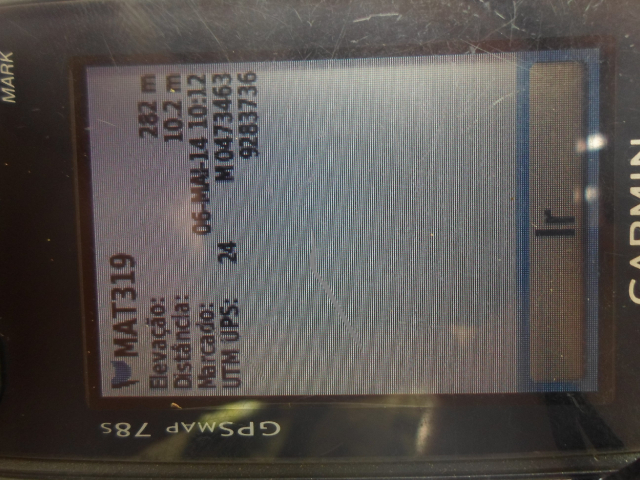 MARK
MAT319
Elevação: 282 m
Distância: 10.2 m
Marcado: 06-MAI-14 10:12
UTM UPS: 24 M 0473463
9283736
Ir
GPSMAP 78s
GARMIN